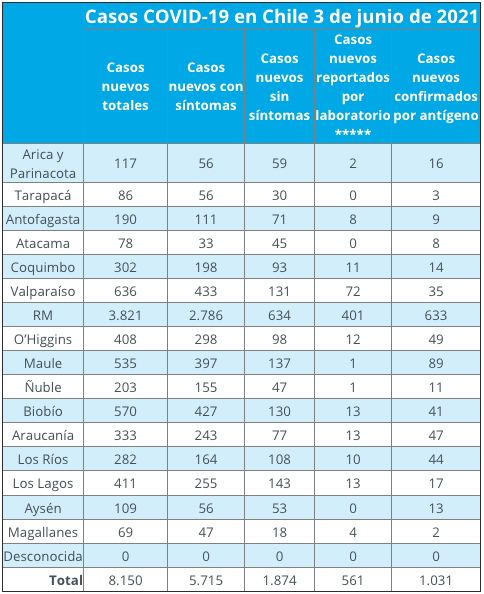 Casos COVID-19 en Chile 3 de junio de 2021
Casos nuevos totales | Casos nuevos con síntomas | Casos nuevos sin síntomas | Casos nuevos reportados por laboratorio ***** | Casos nuevos confirmados por antígeno
Arica y Parinacota | 117 | 56 | 59 | 2 | 16
Tarapacá | 86 | 56 | 30 | 0 | 3
Antofagasta | 190 | 111 | 71 | 8 | 9
Atacama | 78 | 33 | 45 | 0 | 8
Coquimbo | 302 | 198 | 93 | 11 | 14
Valparaíso | 636 | 433 | 131 | 72 | 35
RM | 3.821 | 2.786 | 634 | 401 | 633
O’Higgins | 408 | 298 | 98 | 12 | 49
Maule | 535 | 397 | 137 | 1 | 89
Ñuble | 203 | 155 | 47 | 1 | 11
Biobío | 570 | 427 | 130 | 13 | 41
Araucanía | 333 | 243 | 77 | 13 | 47
Los Ríos | 282 | 164 | 108 | 10 | 44
Los Lagos | 411 | 255 | 143 | 13 | 17
Aysén | 109 | 56 | 53 | 0 | 13
Magallanes | 69 | 47 | 18 | 4 | 2
Desconocida | 0 | 0 | 0 | 0 | 0
Total | 8.150 | 5.715 | 1.874 | 561 | 1.031